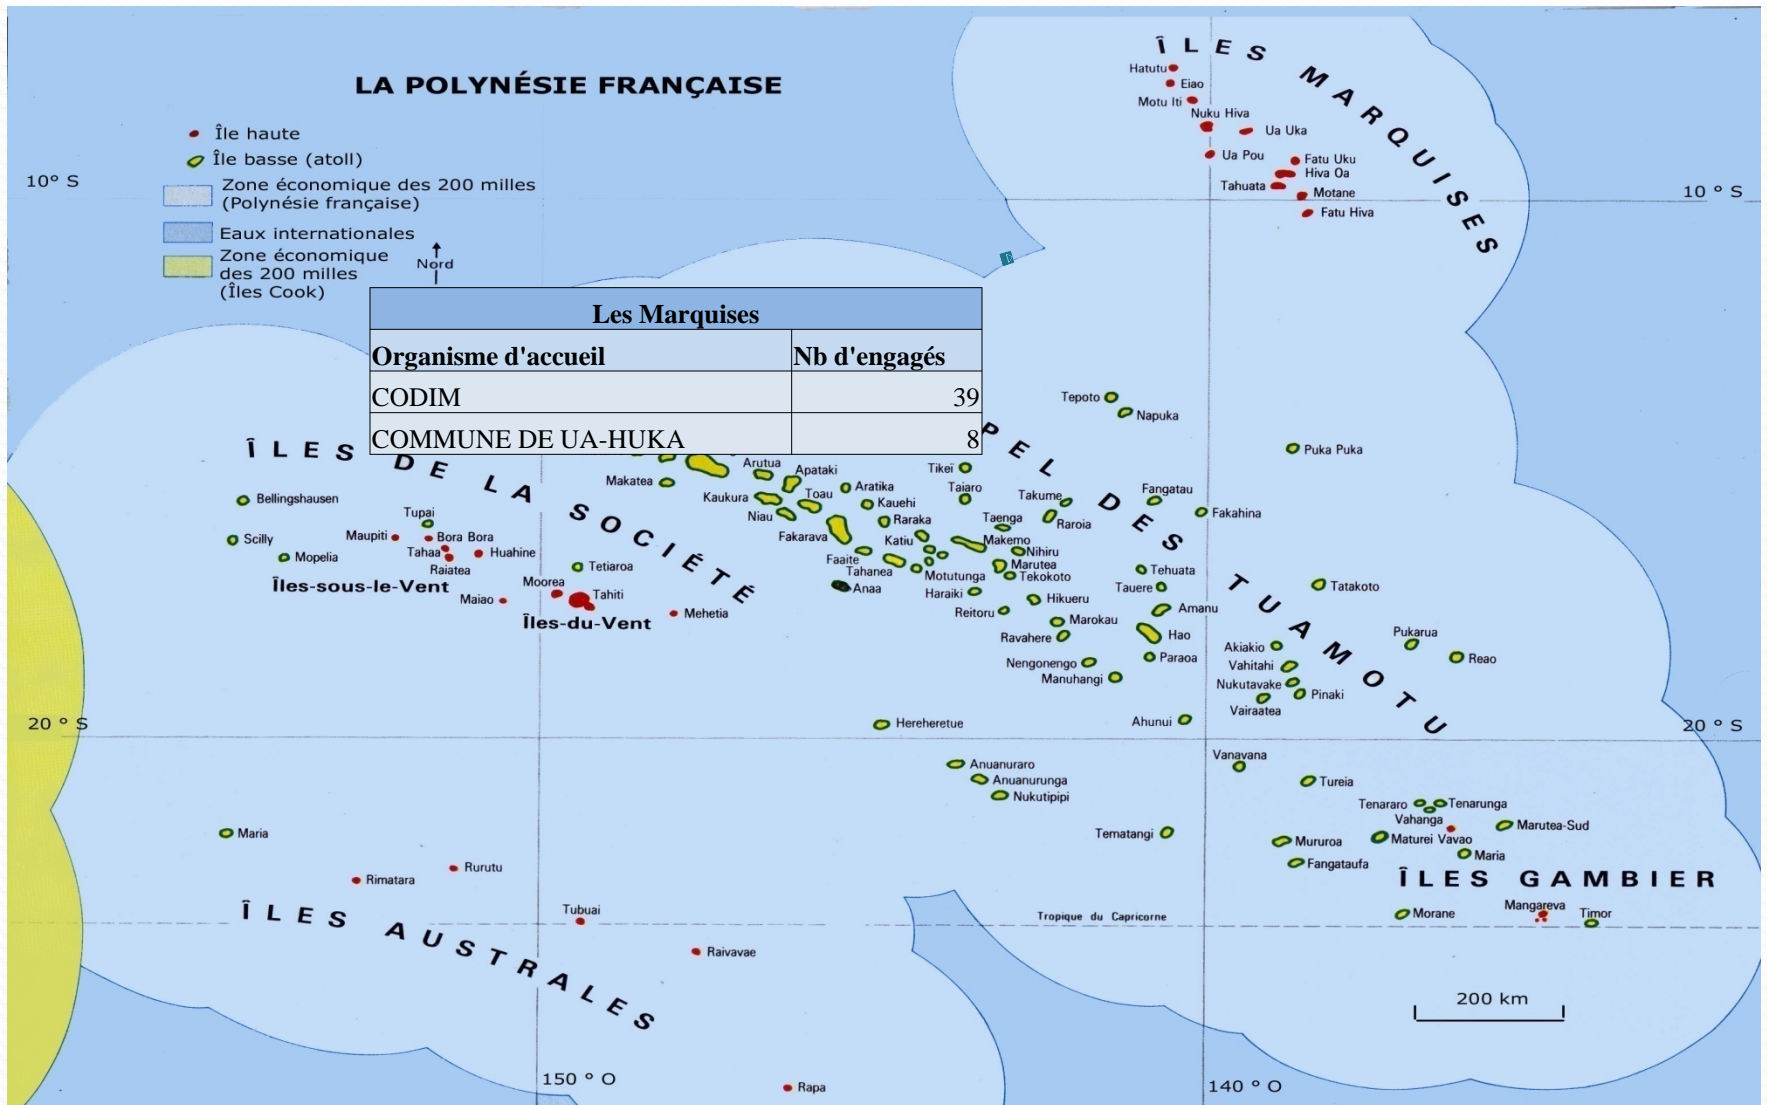 LA POLYNÉSIE FRANÇAISE
Île haute
Île basse (atoll)
Zone économique des 200 milles
(Polynésie française)
Eaux internationales
Zone économique
des 200 milles
(Îles Cook)
Nord
10° S
10 ° S
ÎLES MARQUISES
Hatutu
Eiao
Motu Iti
Nuku Hiva
Ua Uka
Ua Pou
Fatu Uku
Hiva Oa
Tahuata
Motane
Fatu Hiva
Les Marquises
Organisme d'accueil Nb d'engagés
CODIM 39
COMMUNE DE UA-HUKA 8
ÎLES DE LA SOCIÉTÉ
PEL DES TUAMOTU
Tepoto
Napuka
Puka Puka
Arutua
Apataki
Tikeï
Makatea
Kaukura
Toau
Aratika
Kauehi
Taiaro
Takume
Fangatau
Fakahina
Niau
Raraka
Taenga
Raroia
Fakarava
Katiu
Makemo
Nihiru
Faaite
Tahanea
Marutea
Tekokoto
Motutunga
Tehuata
Tatakoto
Anaa
Haraiki
Hikueru
Tauere
Reitoru
Amanu
Marokau
Ravahere
Hao
Pukarua
Akiakio
Paraoa
Reao
Nengonengo
Vahitahi
Manuhangi
Nukutavake
Pinaki
Vairaatea
Ahunui
Hereheretue
Bellingshausen
Tupai
Scilly
Maupiti
Bora Bora
Mopelia
Tahaa
Huahine
Raiatea
Tetiaroa
Îles-sous-le-Vent
Moorea
Tahiti
Maiao
Mehetia
Îles-du-Vent
20 ° S
20 ° S
Vanavana
Anuanuraro
Anuanurunga
Tureia
Nukutipipi
Tenararo
Tenarunga
Vahanga
Marutea-Sud
Maria
Tematangi
Mururoa
Maturei Vavao
Maria
Fangataufa
Rurutu
Rimatara
ÎLES GAMBIER
Tubuai
Tropique du Capricorne
Morane
Mangareva
Timor
ÎLES AUSTRALES
Raivavae
200 km
150 ° O
Rapa
140 ° O